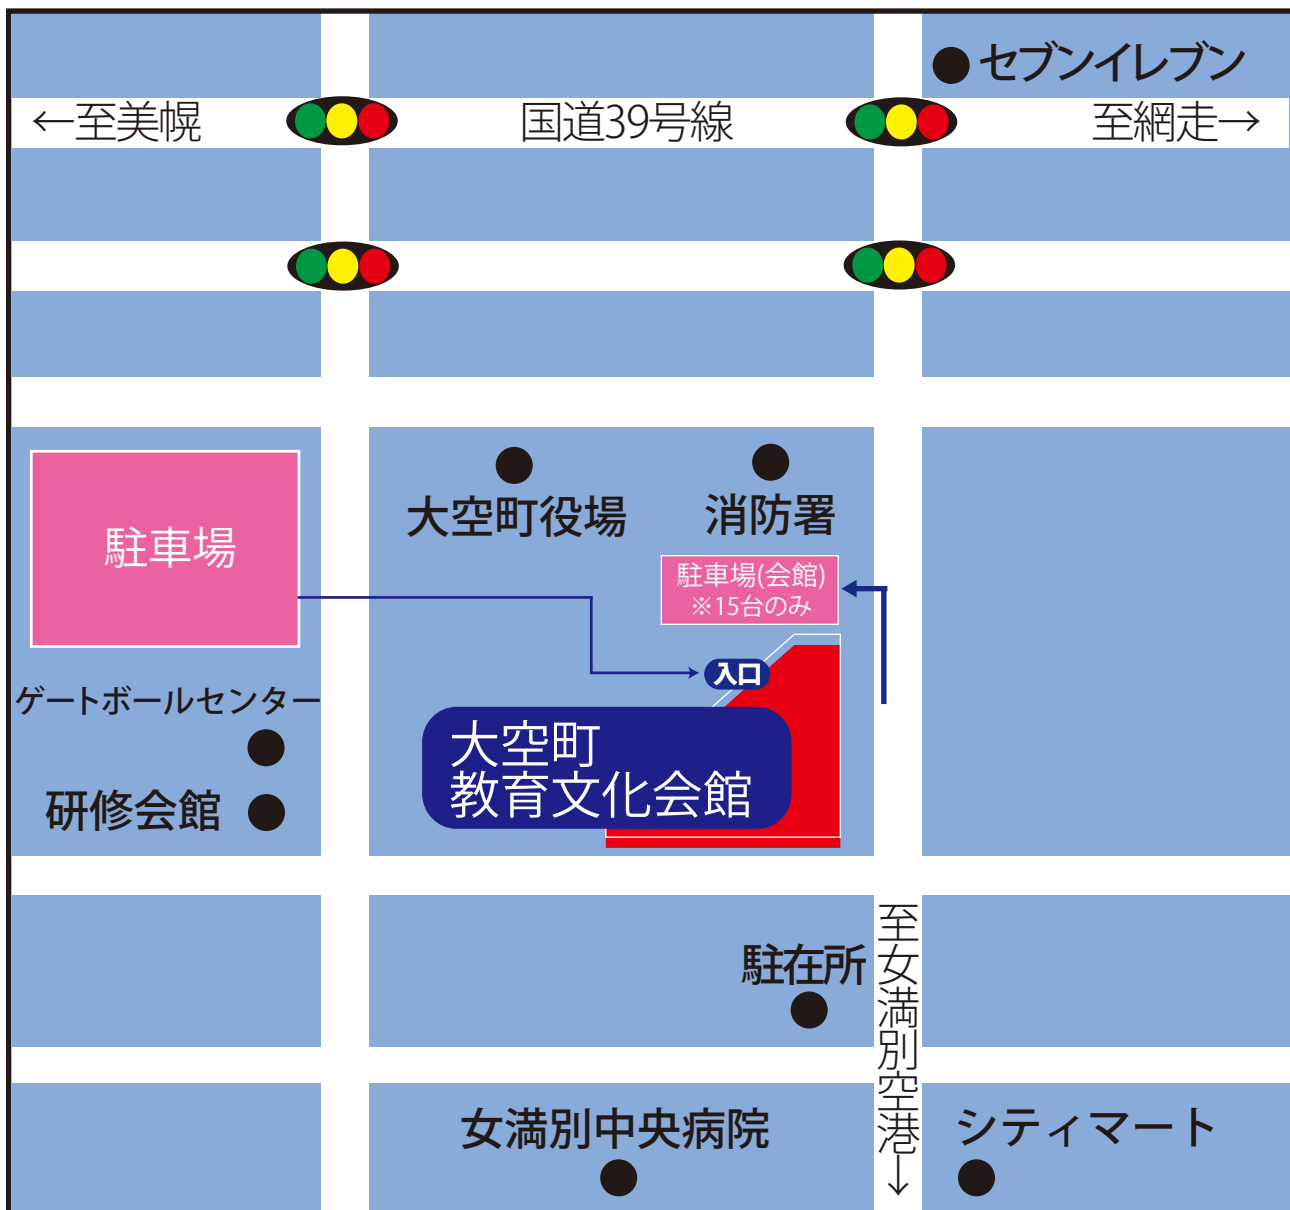 セブンイレブン
←至美幌
国道39号線
至網走→
大空町役場
消防署
駐車場
駐車場(会館)
※15台のみ
入口
ゲートボールセンター
大空町
教育文化会館
研修会館
駐在所
至女満別空港→
女満別中央病院
シティマート